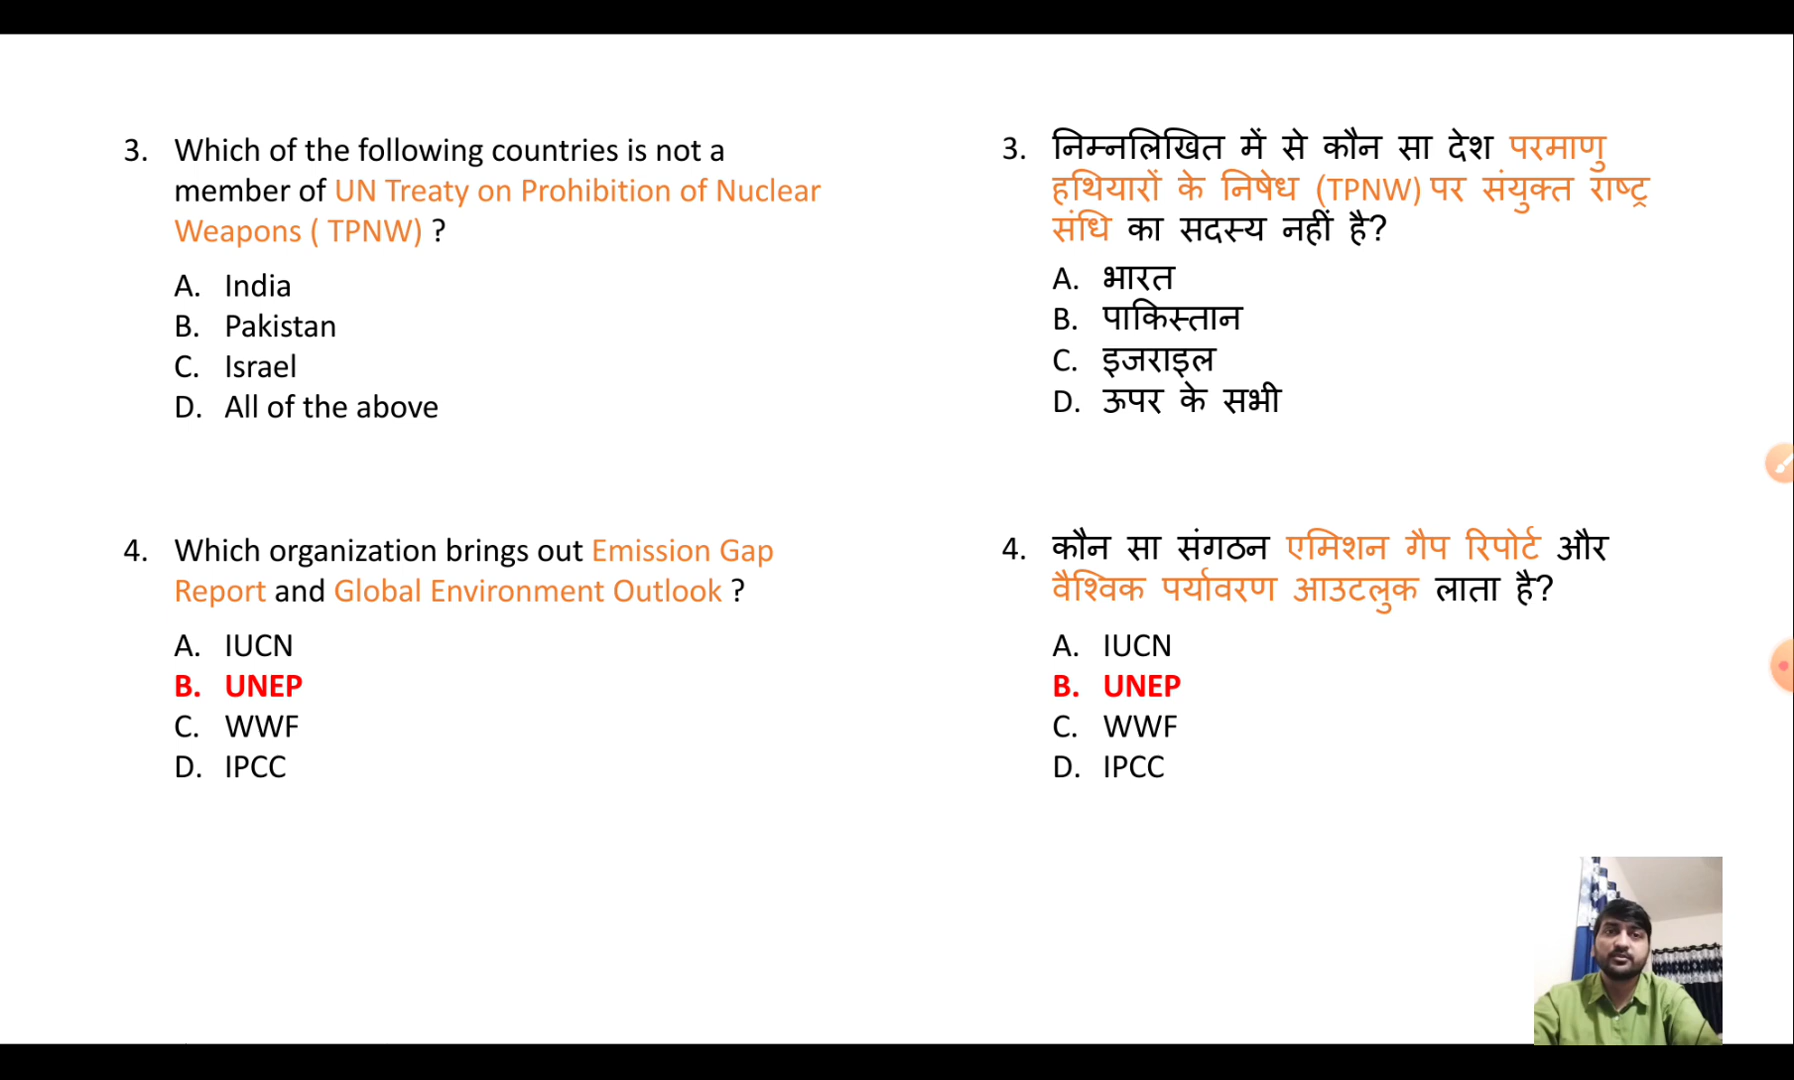 3. Which of the following countries is not a
member of UN Treaty on Prohibition of Nuclear
Weapons ( TPNW) ?
A. India
B. Pakistan
C. Israel
D. All of the above
4. Which organization brings out Emission Gap
Report and Global Environment Outlook ?
A. IUCN
B. UNEP
C. WWF
D. IPCC
3. निम्नलिखित में से कौन सा देश परमाणु
हथियारों के निषेध (TPNW) पर संयुक्त राष्ट्र
संधि का सदस्य नहीं है?
A. भारत
B. पाकिस्तान
C. इजराइल
D. ऊपर के सभी
4. कौन सा संगठन एमिशन गैप रिपोर्ट और
वैश्विक पर्यावरण आउटलुक लाता है?
A. IUCN
B. UNEP
C. WWF
D. IPCC